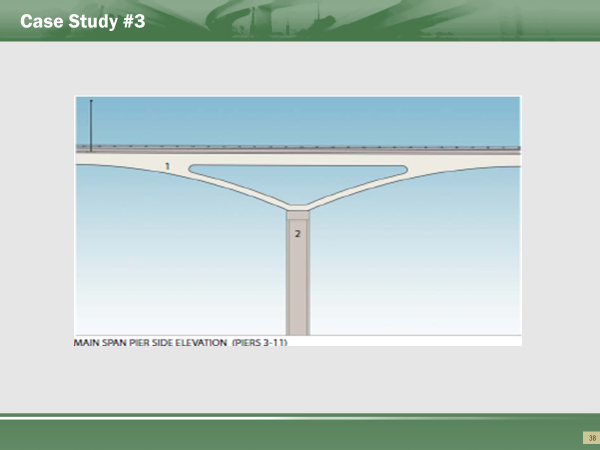 Case Study #3
1
2
MAIN SPAN PIER SIDE ELEVATION (PIERS 3-11)
38